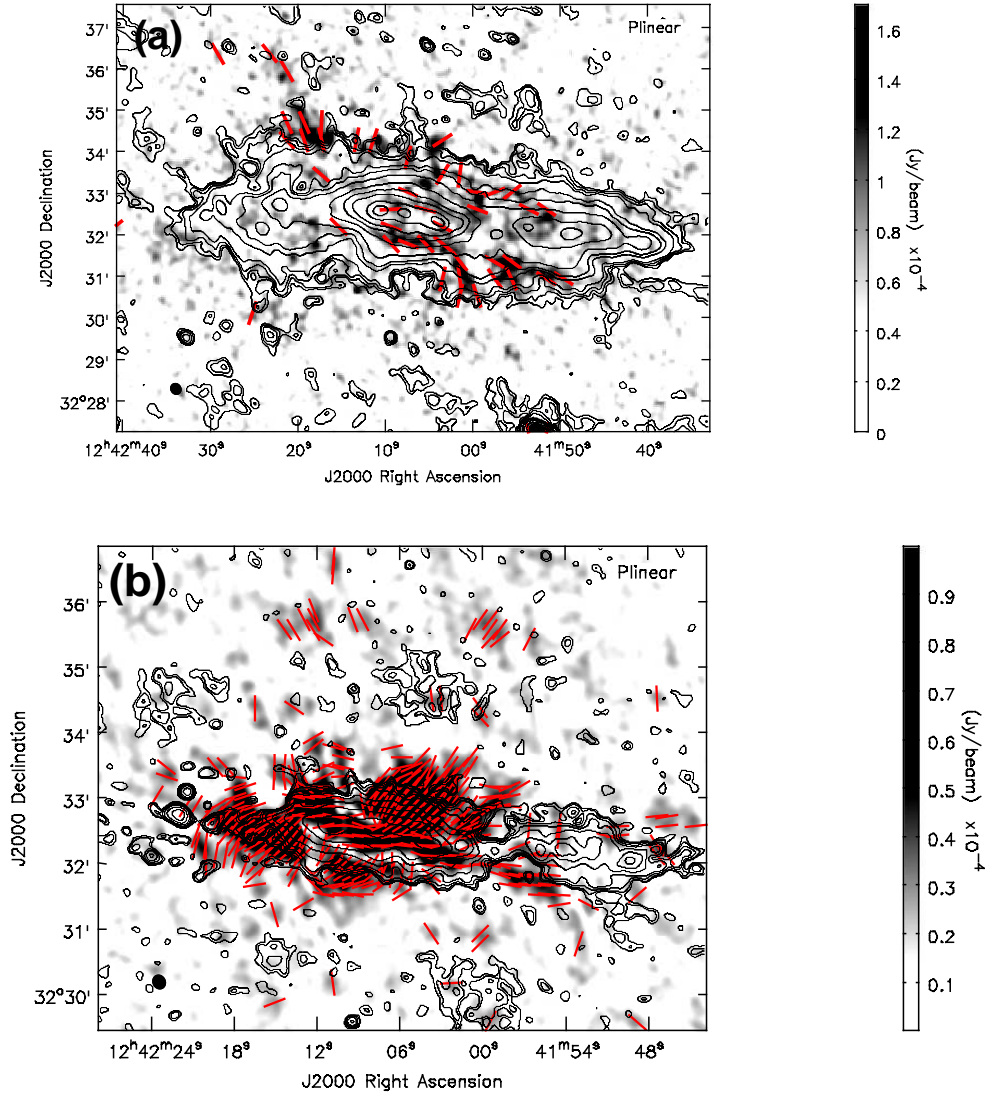 (a)
Plinear
37'
36'
35'
34'
33'
32'
31'
30'
29'
32°28'
J2000 Declination
12ʰ42ᵐ40ˢ 30ˢ 20ˢ 10ˢ 00ˢ 41ᵐ50ˢ 40ˢ
J2000 Right Ascension
1.6
1.4
1.2
1
0.8
0.6
0.4
0.2
0
(Jy/beam) x10⁻⁴
(b)
Plinear
36'
35'
34'
33'
32'
31'
32°30'
J2000 Declination
12ʰ42ᵐ24ˢ 18ˢ 12ˢ 06ˢ 00ˢ 41ᵐ54ˢ 48ˢ
J2000 Right Ascension
0.9
0.8
0.7
0.6
0.5
0.4
0.3
0.2
0.1
(Jy/beam) x10⁻⁴